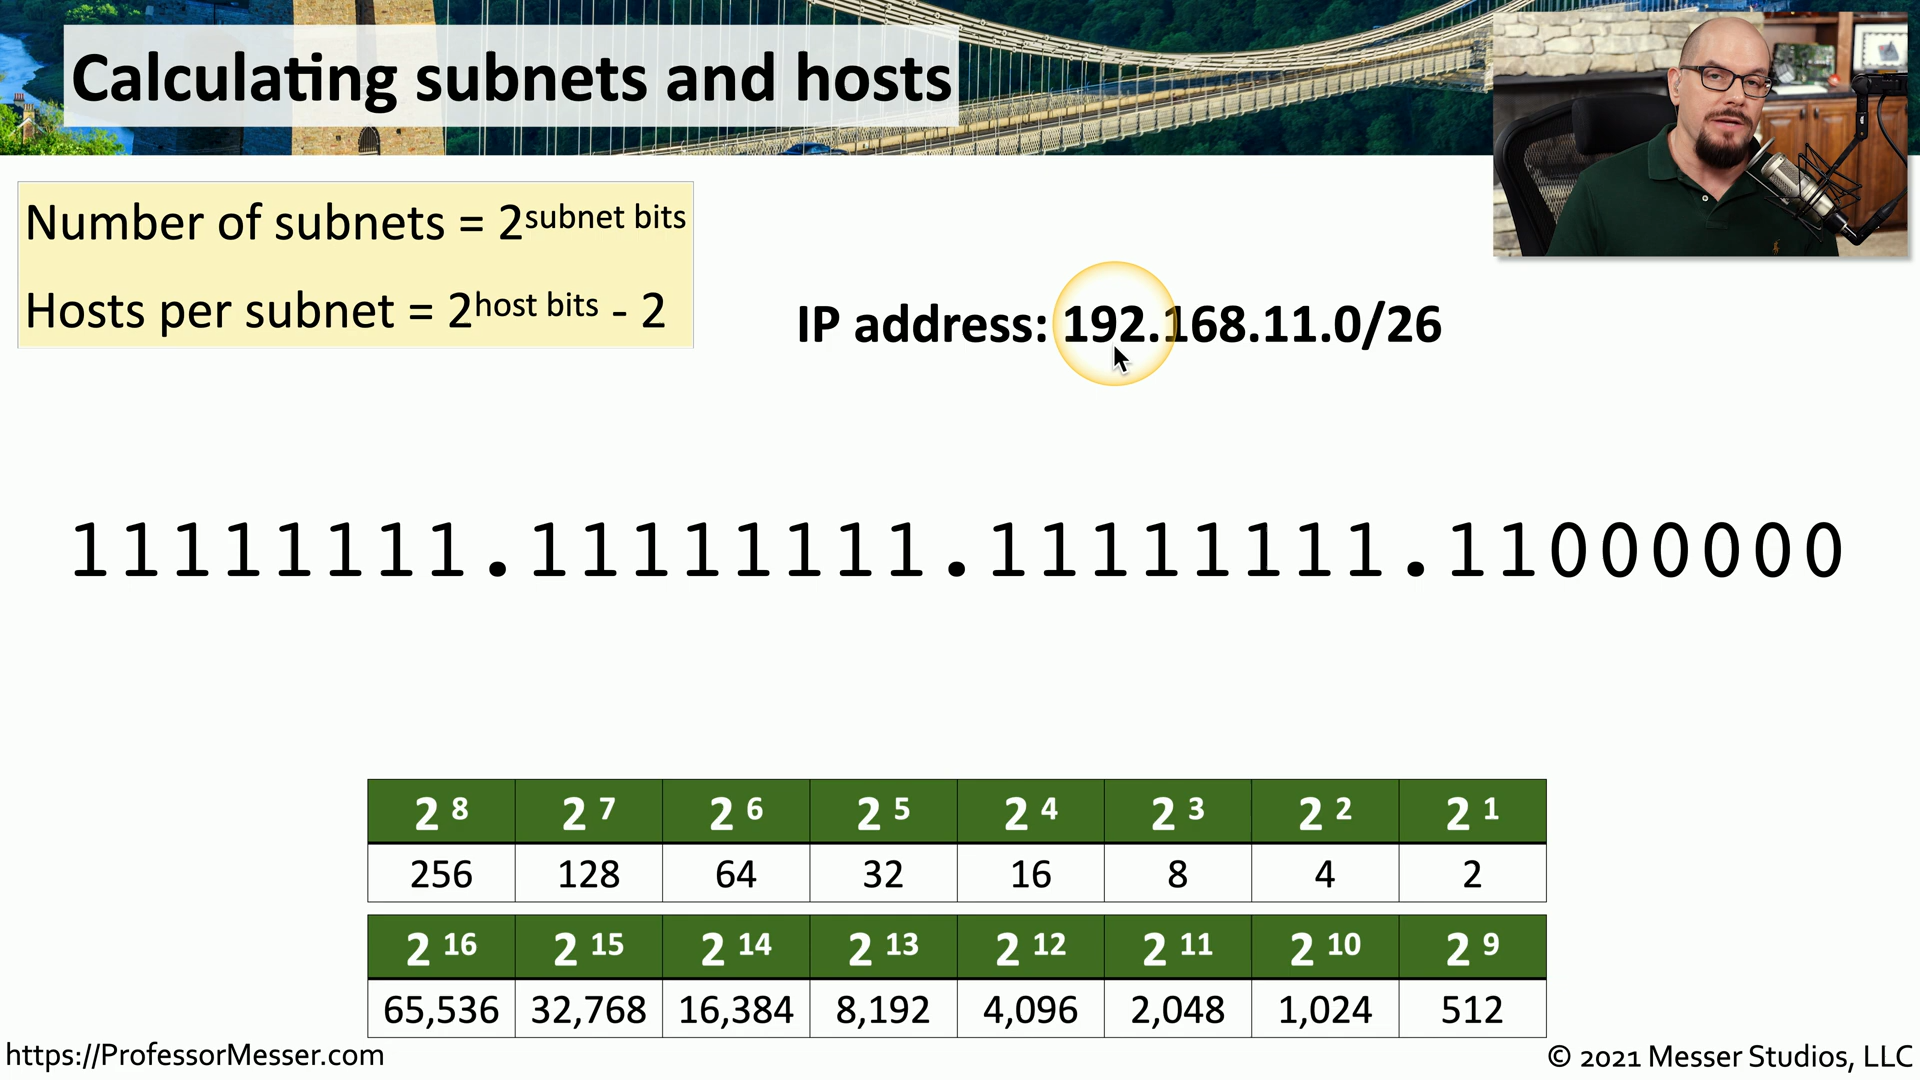 Calculating subnets and hosts
Number of subnets = 2^subnet bits
Hosts per subnet = 2^host bits - 2
IP address: 192.168.11.0/26
11111111.11111111.11111111.11000000
2^8 2^7 2^6 2^5 2^4 2^3 2^2 2^1
256 128 64 32 16 8 4 2
2^16 2^15 2^14 2^13 2^12 2^11 2^10 2^9
65,536 32,768 16,384 8,192 4,096 2,048 1,024 512
https://ProfessorMesser.com
© 2021 Messer Studios, LLC